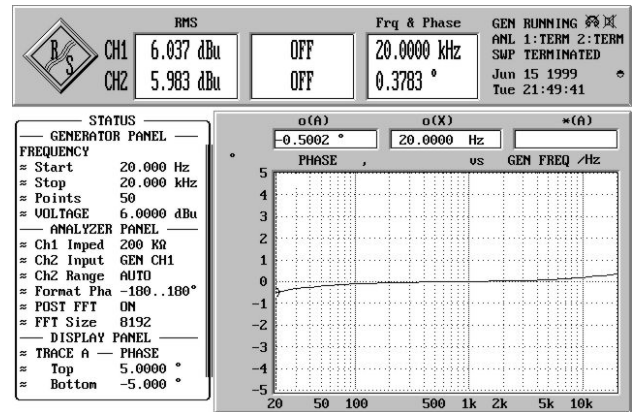 RMS
Frq & Phase
GEN RUNNING
R S
CH1 6.037 dBu OFF 20.0000 kHz
ANL 1:TERM 2:TERM
SWP TERMINATED
CH2 5.983 dBu OFF 0.3783 °
Jun 15 1999
Tue 21:49:41
STATUS
GENERATOR PANEL
FREQUENCY
≈ Start 20.000 Hz
≈ Stop 20.000 kHz
≈ Points 50
≈ VOLTAGE 6.0000 dBu
ANALYZER PANEL
≈ Ch1 Imped 200 KΩ
≈ Ch2 Input GEN CH1
≈ Ch2 Range AUTO
≈ Format Pha -180..180°
≈ POST FFT ON
≈ FFT Size 8192
DISPLAY PANEL
≈ TRACE A — PHASE
≈ Top 5.0000 °
≈ Bottom -5.000 °
o(A) o(X) *(A)
-0.5002 ° 20.0000 Hz
° PHASE , vs GEN FREQ /Hz
5
4
3
2
1
0
-1
-2
-3
-4
-5
20 50 100 500 1k 2k 5k 10k